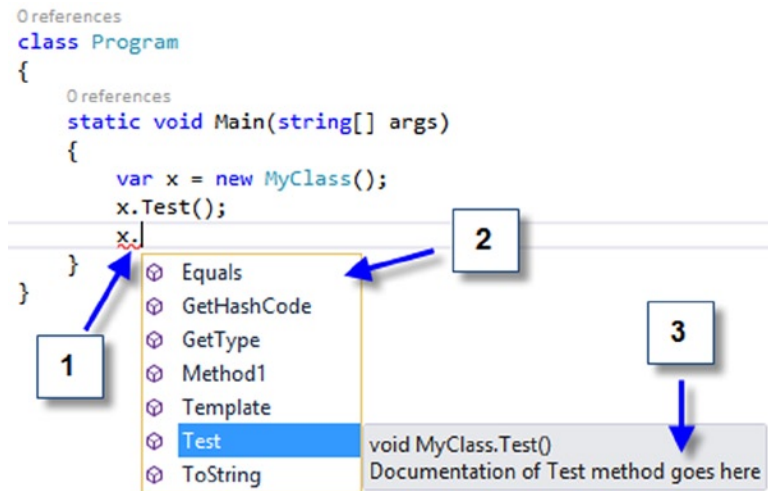 0 references
class Program
{
0 references
static void Main(string[] args)
{
var x = new MyClass();
x.Test();
x.
}
}
1
2
3
Equals
GetHashCode
GetType
Method1
Template
Test
ToString
void MyClass.Test()
Documentation of Test method goes here